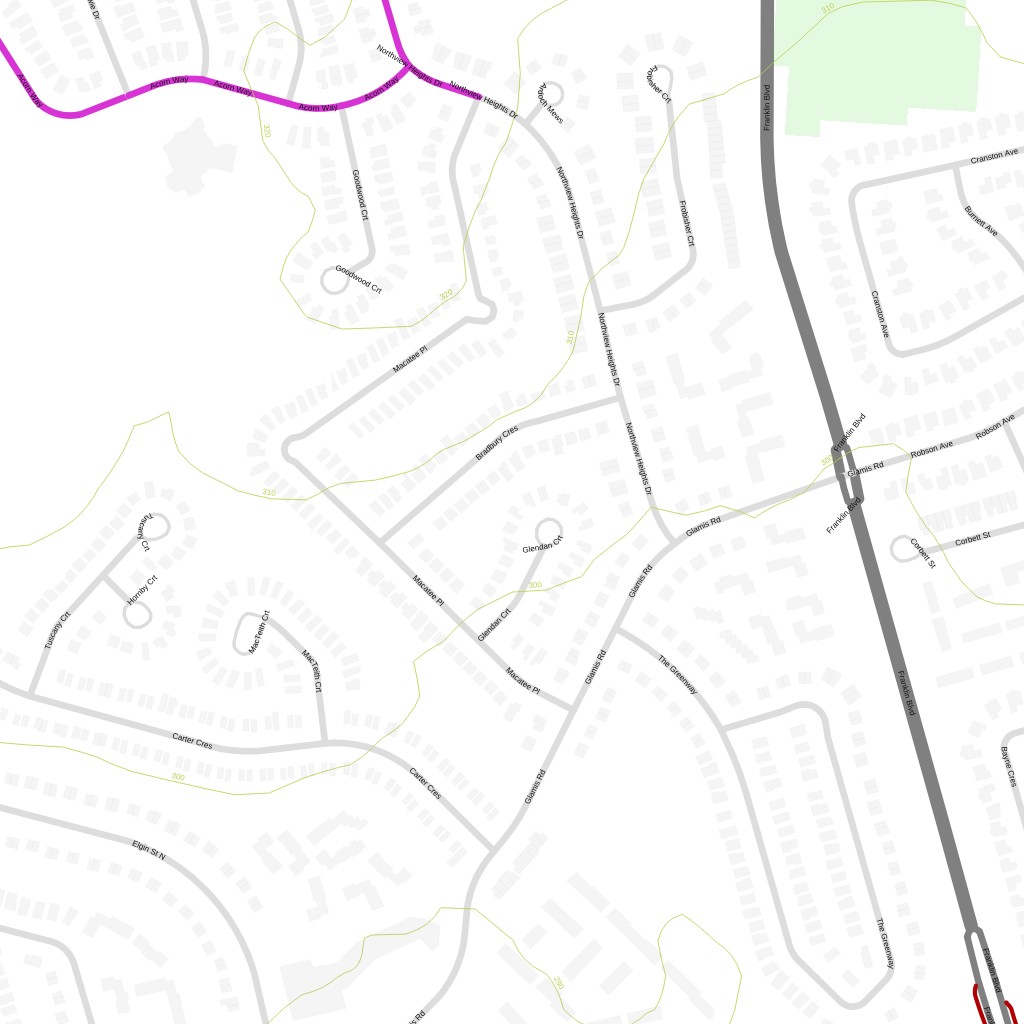 wie Dr
310
Northview Heights Dr
Acorn Way
Acorn Way
Acorn Way
Acorn Way
Acorn Way
Northview Heights Dr
Frobisher Crt
Franklin Blvd
320
Cranston Ave
Goodwood Crt
Northview Heights Dr
Frobisher Crt
Burnett Ave
Goodwood Crt
320
310
Cranston Ave
Northview Heights Dr
Macatee Pl
Bradbury Cres
Northview Heights Dr
Franklin Blvd
Robson Ave
Robson Ave
300
Glamis Rd
310
Franklin Blvd
Glamis Rd
Tuscany Crt
Glendan Crt
Corbett St
Corbett St
Hornby Crt
Macatee Pl
300
Glamis Rd
Tuscany Crt
MacTeith Crt
Glendan Crt
MacTeith Crt
Macatee Pl
Glamis Rd
The Greenway
Franklin Blvd
Carter Cres
300
Carter Cres
Glamis Rd
Bayne Cres
Elgin St N
The Greenway
290
Franklin Blvd
is Rd
Fra